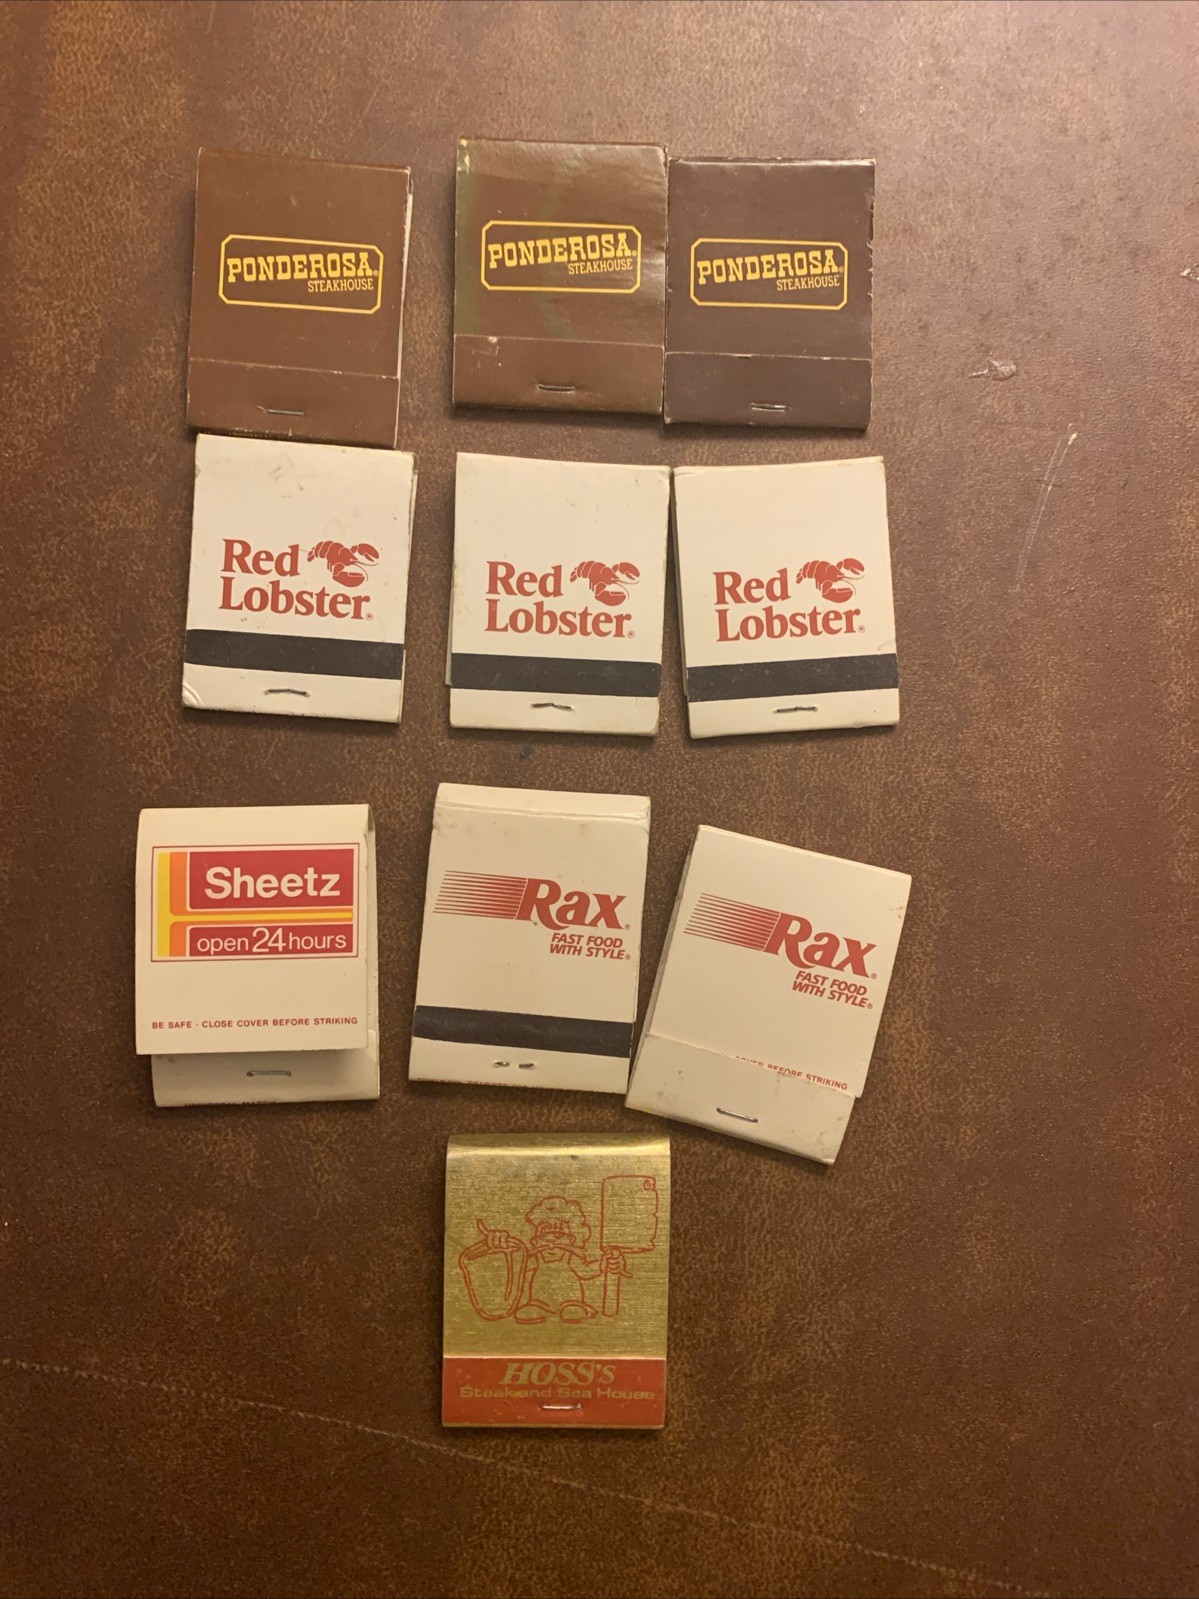 PONDEROSA®
STEAKHOUSE
PONDEROSA®
STEAKHOUSE
PONDEROSA®
STEAKHOUSE
Red
Lobster®
Red
Lobster®
Red
Lobster®
Sheetz
open 24 hours
BE SAFE - CLOSE COVER BEFORE STRIKING
Rax®
FAST FOOD
WITH STYLE®
Rax®
FAST FOOD
WITH STYLE®
COVER BEFORE STRIKING
HOSS's
Steak and Sea House